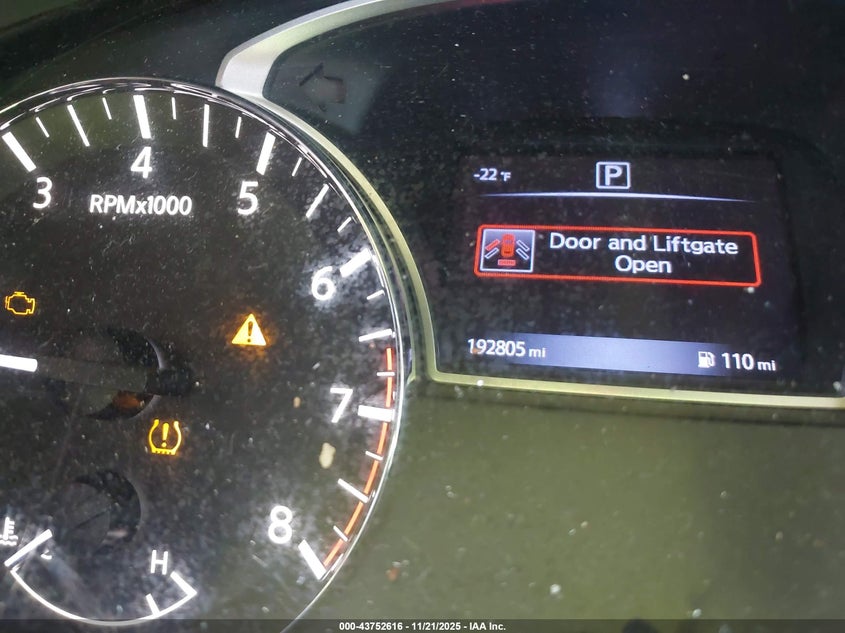 -22 °F
P
Door and Liftgate
Open
192805 mi
110 mi
3
4
5
6
7
8
RPMx1000
H
000-43752616 - 11/21/2025 - IAA Inc.